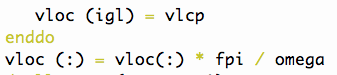 vloc (igl) = vlcp
enddo
vloc (:) = vloc(:) * fpi / omega